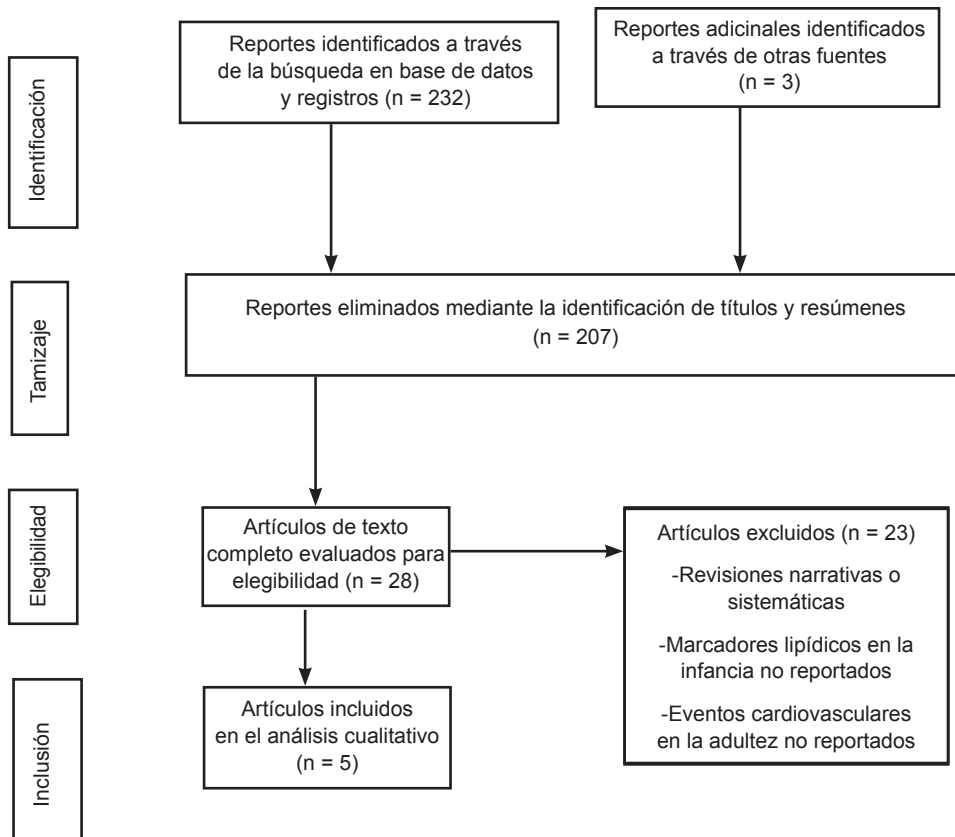 Identificación
Reportes identificados a través
de la búsqueda en base de datos
y registros (n = 232)
Reportes adicinales identificados
a través de otras fuentes
(n = 3)
Tamizaje
Reportes eliminados mediante la identificación de títulos y resúmenes
(n = 207)
Elegibilidad
Artículos de texto
completo evaluados para
elegibilidad (n = 28)
Artículos excluidos (n = 23)
-Revisiones narrativas o
sistemáticas
-Marcadores lipídicos en la
infancia no reportados
-Eventos cardiovasculares
en la adultez no reportados
Inclusión
Artículos incluidos
en el análisis cualitativo
(n = 5)